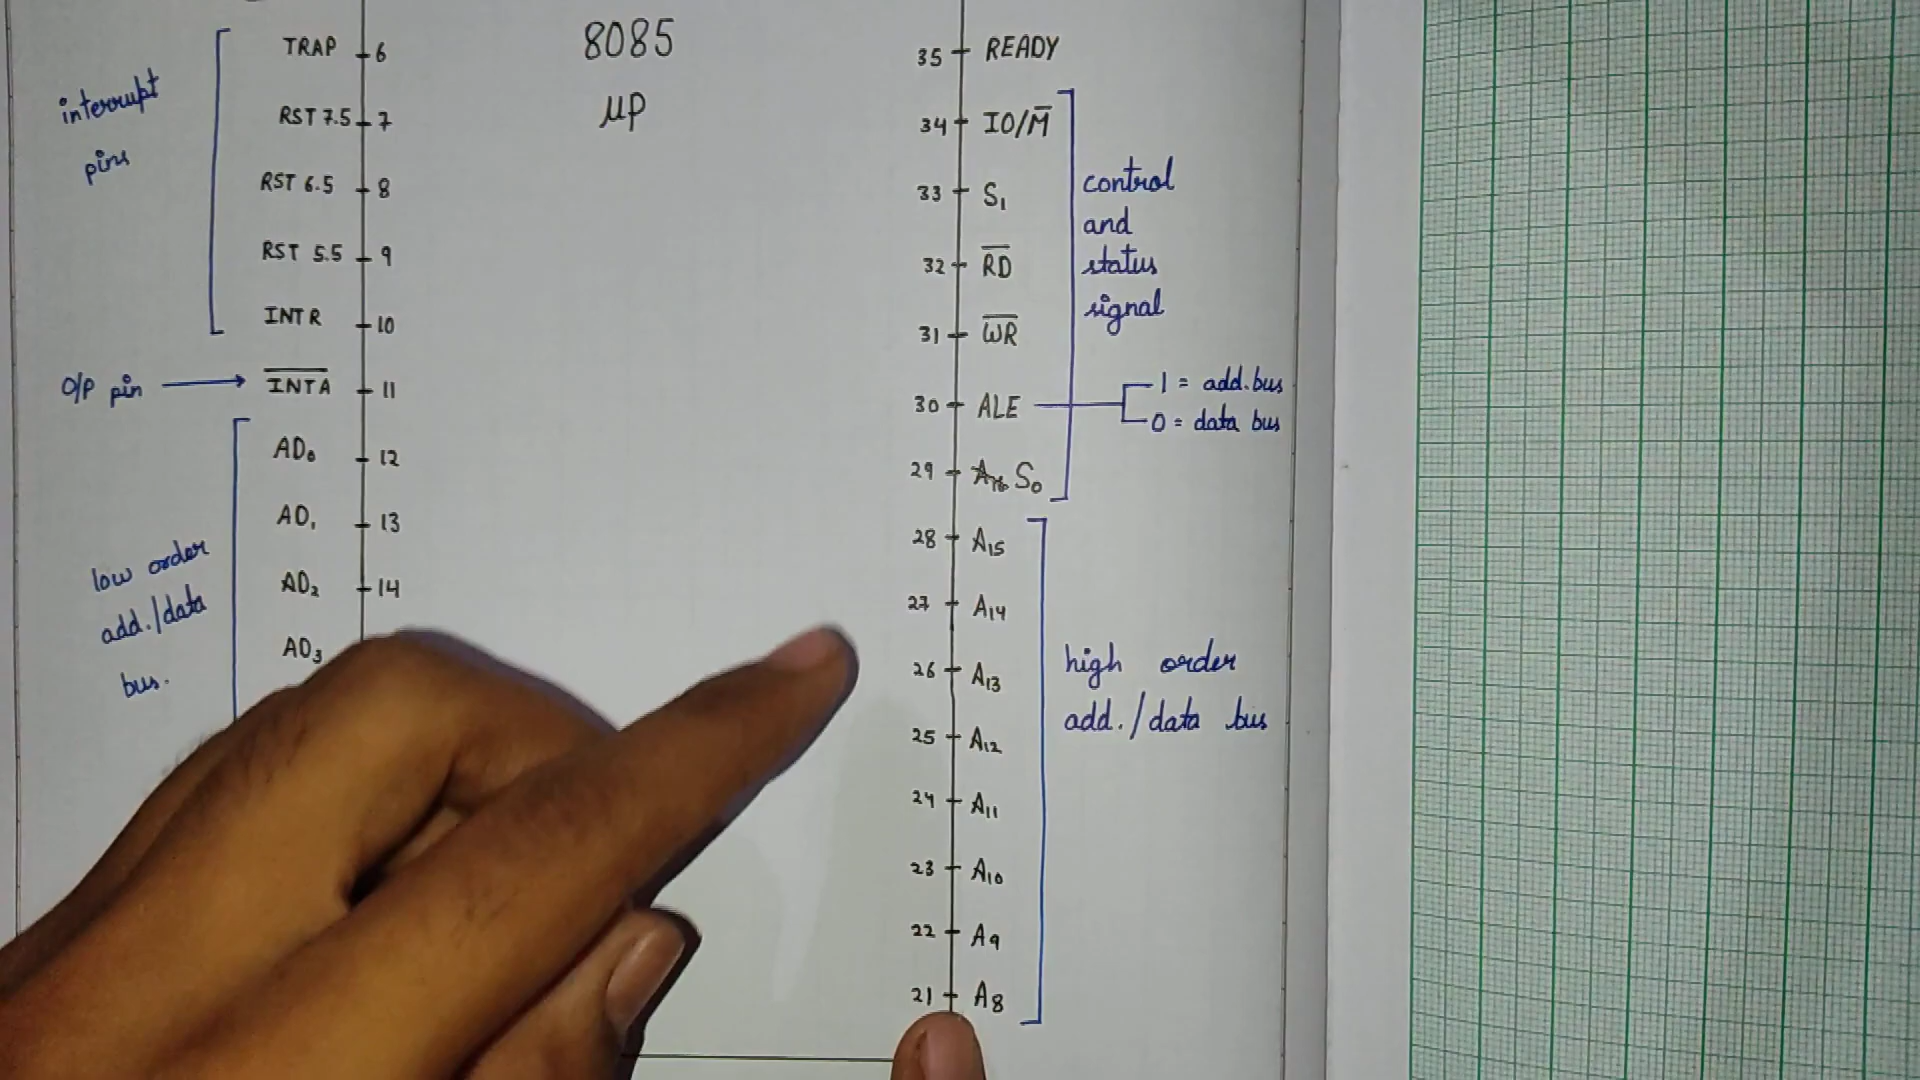 8085
μP
interrupt
pins
TRAP 6
RST 7.5 7
RST 6.5 8
RST 5.5 9
INTR 10
O/P pin → I̅N̅T̅A̅ 11
low order
add./data
bus.
AD₀ 12
AD₁ 13
AD₂ 14
AD₃
35 READY
34 IO/M̅
33 S₁
32 R̅D̅
31 W̅R̅
30 ALE
1 = add.bus
0 = data bus
29 S₀
control
and
status
signal
28 A₁₅
27 A₁₄
26 A₁₃
25 A₁₂
24 A₁₁
23 A₁₀
22 A₉
21 A₈
high order
add./data bus